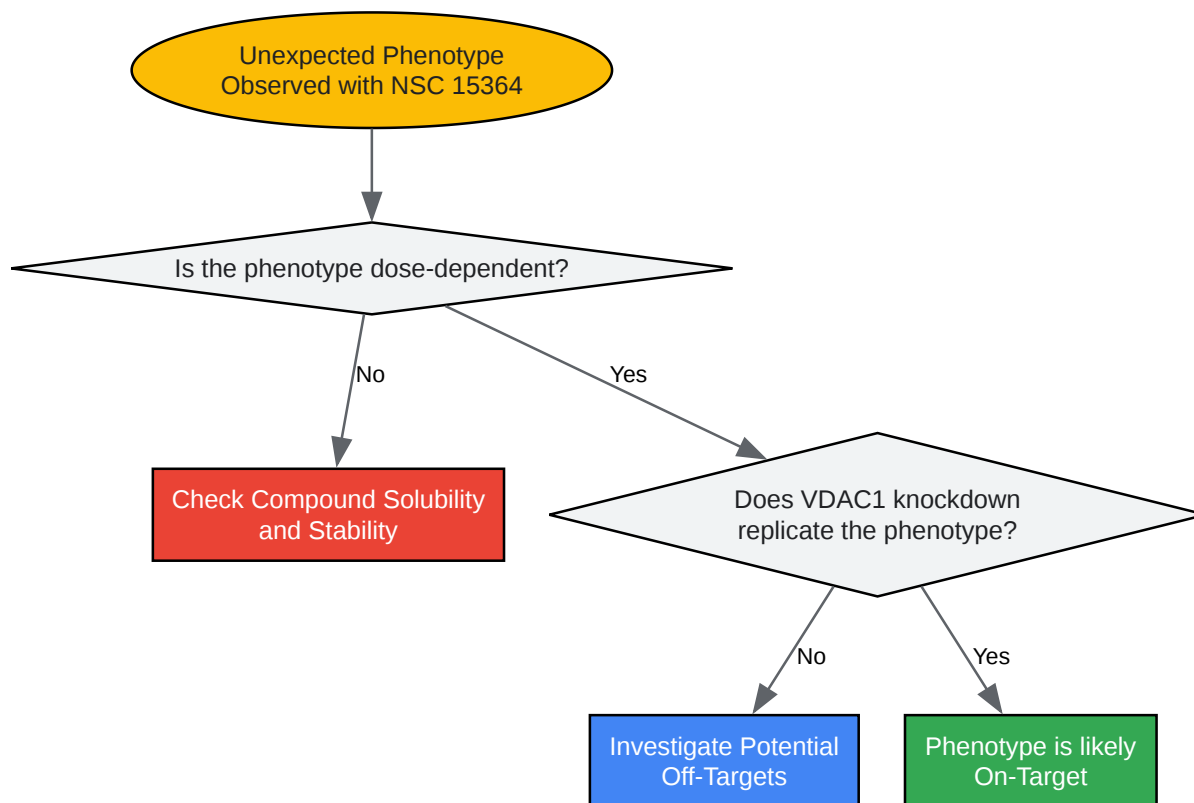 Unexpected Phenotype
Observed with NSC 15364
Is the phenotype dose-dependent?
No
Yes
Check Compound Solubility
and Stability
Does VDAC1 knockdown
replicate the phenotype?
No
Yes
Investigate Potential
Off-Targets
Phenotype is likely
On-Target